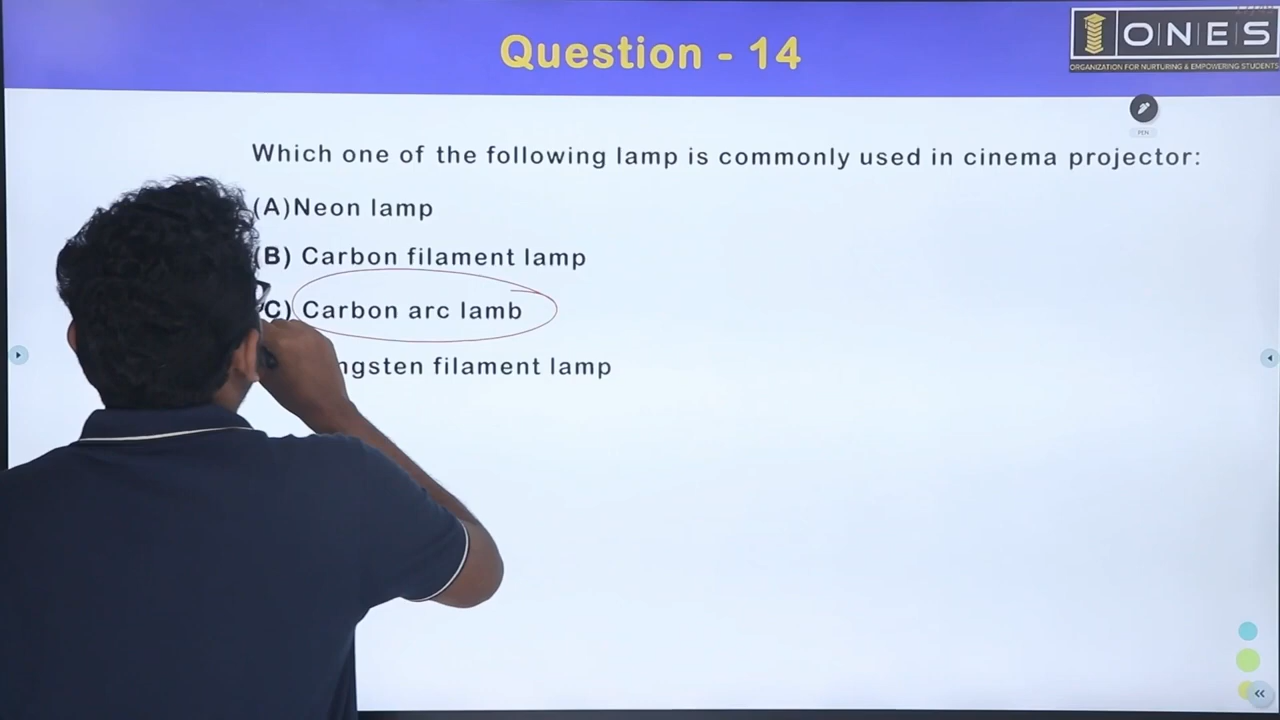 Question - 14
ONES
ORGANIZATION FOR NURTURING & EMPOWERING STUDENTS
PEN
Which one of the following lamp is commonly used in cinema projector:
(A)Neon lamp
(B) Carbon filament lamp
C) Carbon arc lamb
ngsten filament lamp